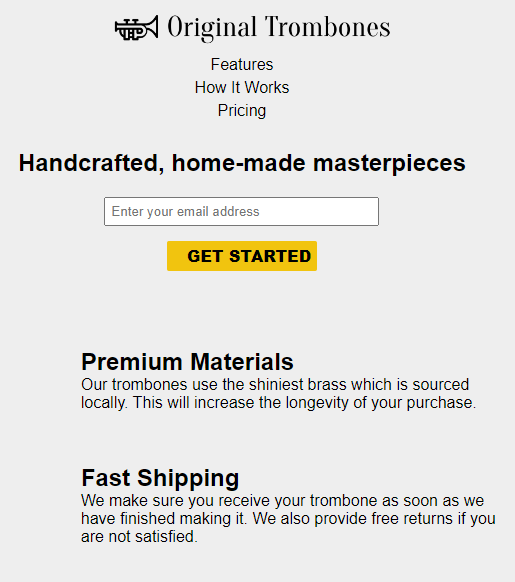 Original Trombones
Features
How It Works
Pricing
Handcrafted, home-made masterpieces
Enter your email address
GET STARTED
Premium Materials
Our trombones use the shiniest brass which is sourced
locally. This will increase the longevity of your purchase.
Fast Shipping
We make sure you receive your trombone as soon as we
have finished making it. We also provide free returns if you
are not satisfied.